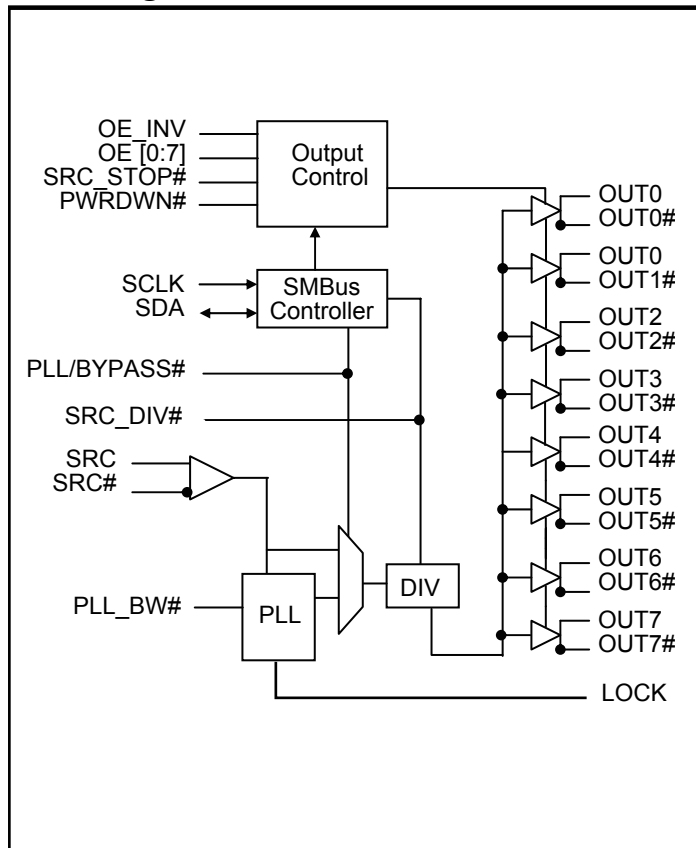 OE_INV
OE [0:7]
SRC_STOP#
PWRDWN#
Output
Control
OUT0
OUT0#
SCLK
SDA
SMBus
Controller
OUT0
OUT1#
OUT2
OUT2#
PLL/BYPASS#
OUT3
OUT3#
SRC_DIV#
OUT4
OUT4#
SRC
SRC#
OUT5
OUT5#
PLL_BW#
PLL
DIV
OUT6
OUT6#
OUT7
OUT7#
LOCK